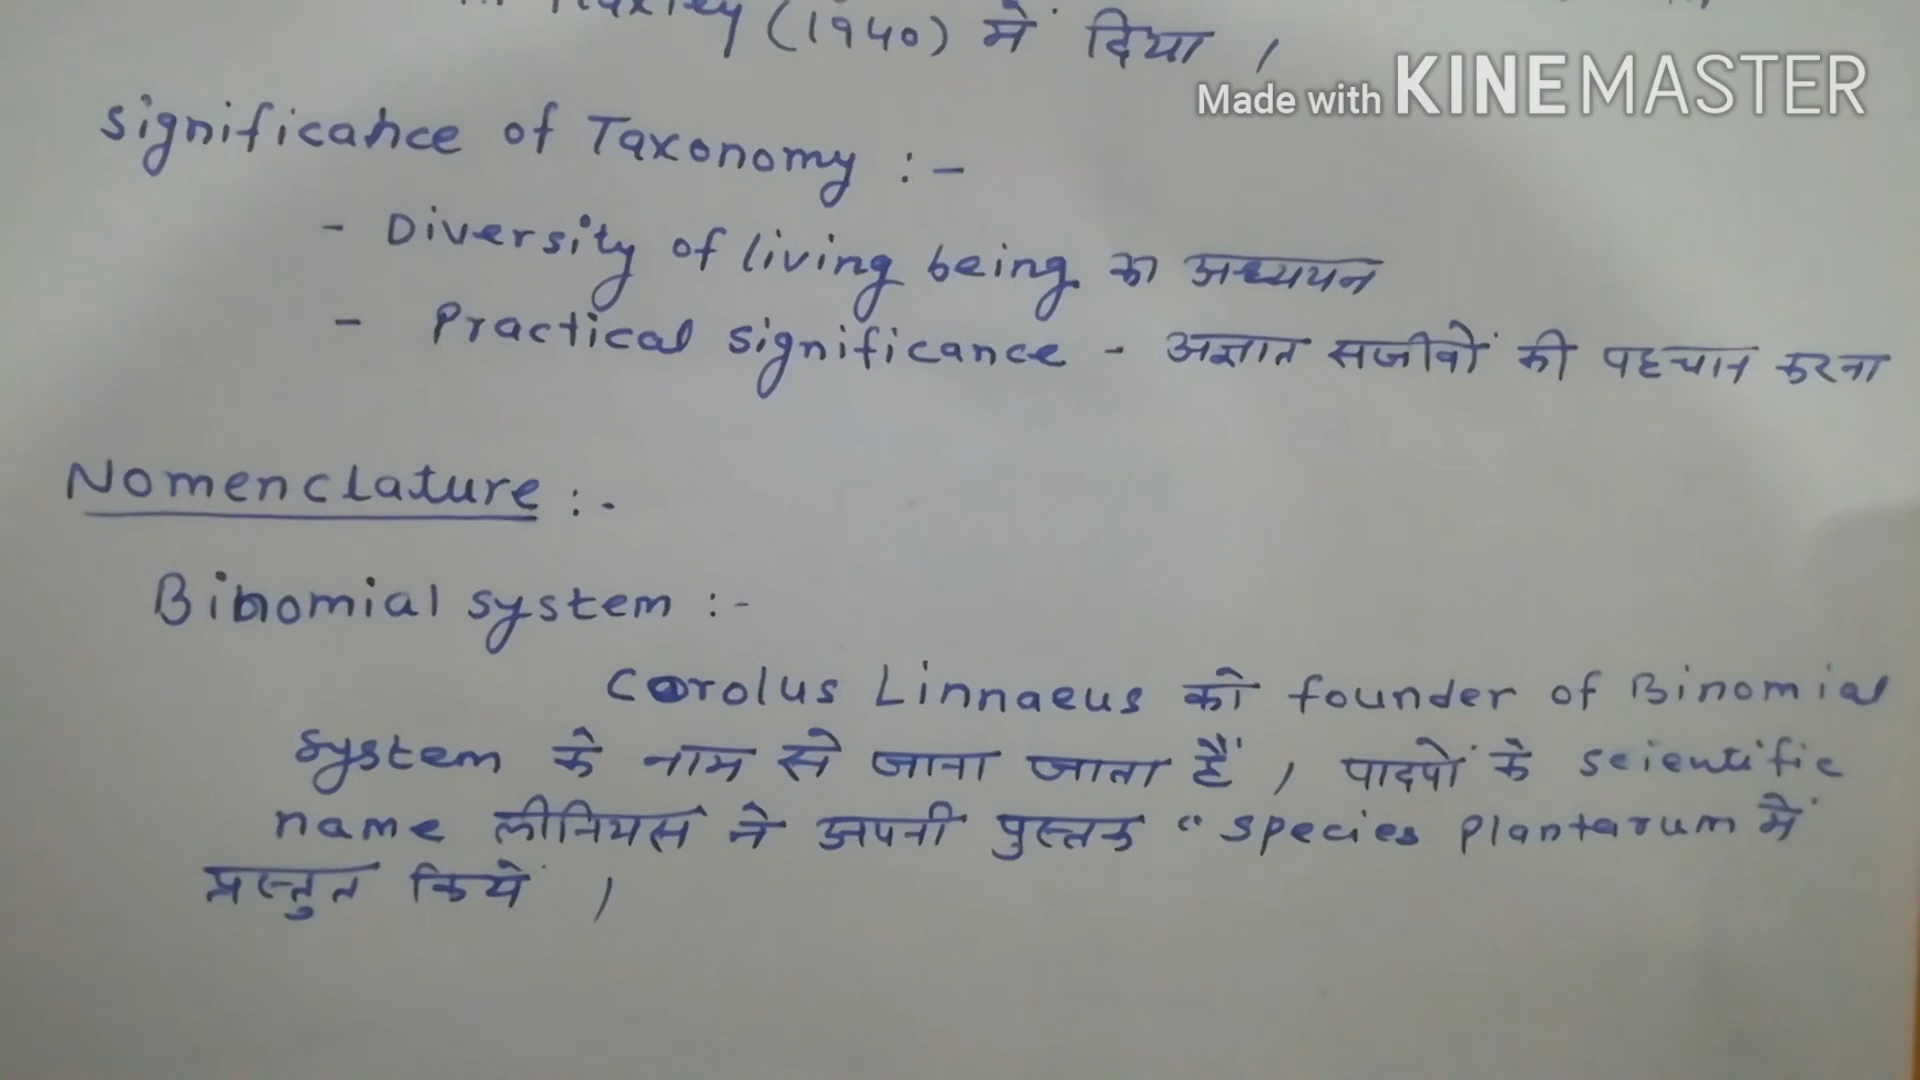 Huxley (1940) में दिया ।
Made with KINEMASTER
Significance of Taxonomy :-
- Diversity of living being का अध्ययन
- Practical significance - अज्ञात सजीवों की पहचान करना
Nomenclature :-
Binomial system :-
Carolus Linnaeus को founder of Binomial
System के नाम से जाना जाता हैं , पादपों के scientific
name लीनियस ने अपनी पुस्तक " Species Plantarum में
प्रस्तुत किये ।